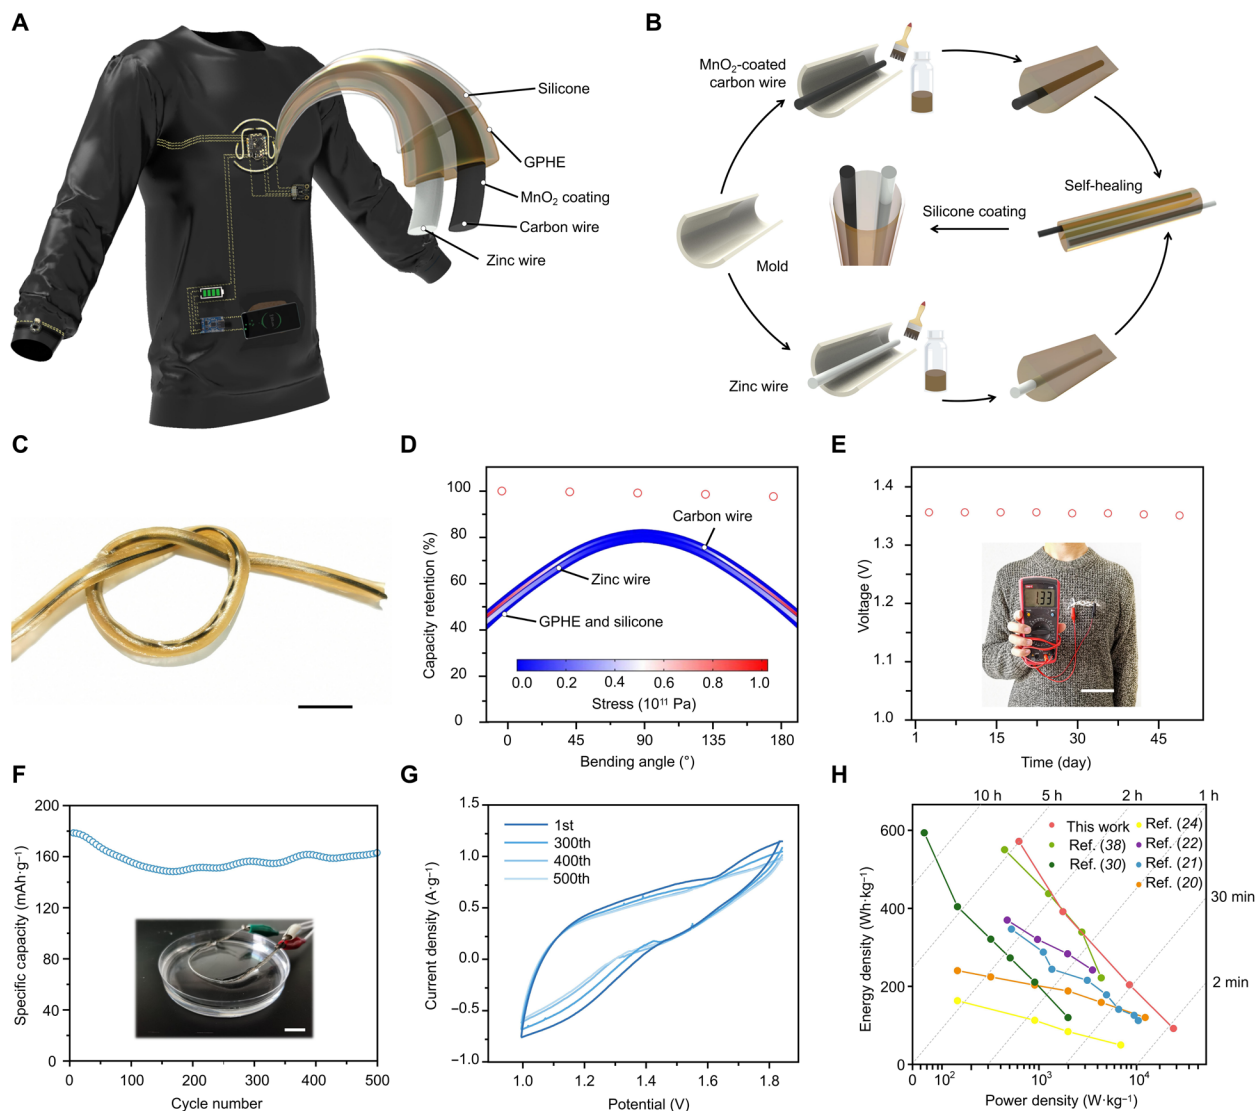 A
Silicone
GPHE
MnO₂ coating
Carbon wire
Zinc wire
B
MnO₂-coated
carbon wire
Self-healing
Silicone coating
Mold
Zinc wire
C
D
Capacity retention (%)
100
80
60
40
20
0
Carbon wire
Zinc wire
GPHE and silicone
0.0 0.2 0.4 0.6 0.8 1.0
Stress (10¹¹ Pa)
0 45 90 135 180
Bending angle (°)
E
Voltage (V)
1.4
1.3
1.2
1.1
1.0
1.33
1 15 30 45
Time (day)
F
Specific capacity (mAh·g⁻¹)
200
160
120
80
40
0
0 100 200 300 400 500
Cycle number
G
Current density (A·g⁻¹)
1.5
1.0
0.5
0.0
−0.5
−1.0
1st
300th
400th
500th
1.0 1.2 1.4 1.6 1.8
Potential (V)
H
10 h 5 h 2 h 1 h
30 min
2 min
Energy density (Wh·kg⁻¹)
600
400
200
0
This work
Ref. (38)
Ref. (30)
Ref. (24)
Ref. (22)
Ref. (21)
Ref. (20)
0 10² 10³ 10⁴
Power density (W·kg⁻¹)